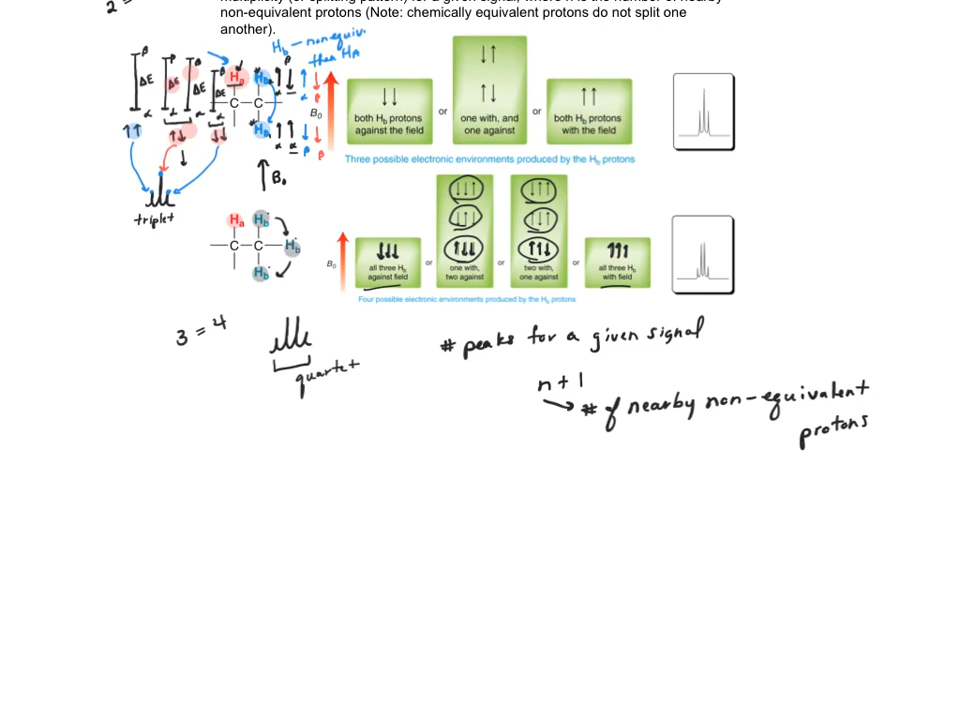 2
non-equivalent protons (Note: chemically equivalent protons do not split one
another).
Hb - nonequiv.
then HA
β β β β β
ΔE ΔE ΔE ΔE
α α α α
Ha Hb
C C
Hb
α α β β
B₀
B₀
triplet
↓↓
both Hb protons
against the field
or
↓↑
↑↓
one with, and
one against
or
↑↑
both Hb protons
with the field
Three possible electronic environments produced by the Hb protons
Ha Hb
C C Hb
Hb
B₀
↓↓↓
all three Hb
against field
or
↓↓↑
↓↑↓
↑↓↓
one with,
two against
or
↓↑↑
↑↑↓
two with,
one against
or
↑↑↑
all three Hb
with field
Four possible electronic environments produced by the Hb protons
3 = 4
quartet
# peaks for a given signal
n + 1
→ # of nearby non-equivalent
protons